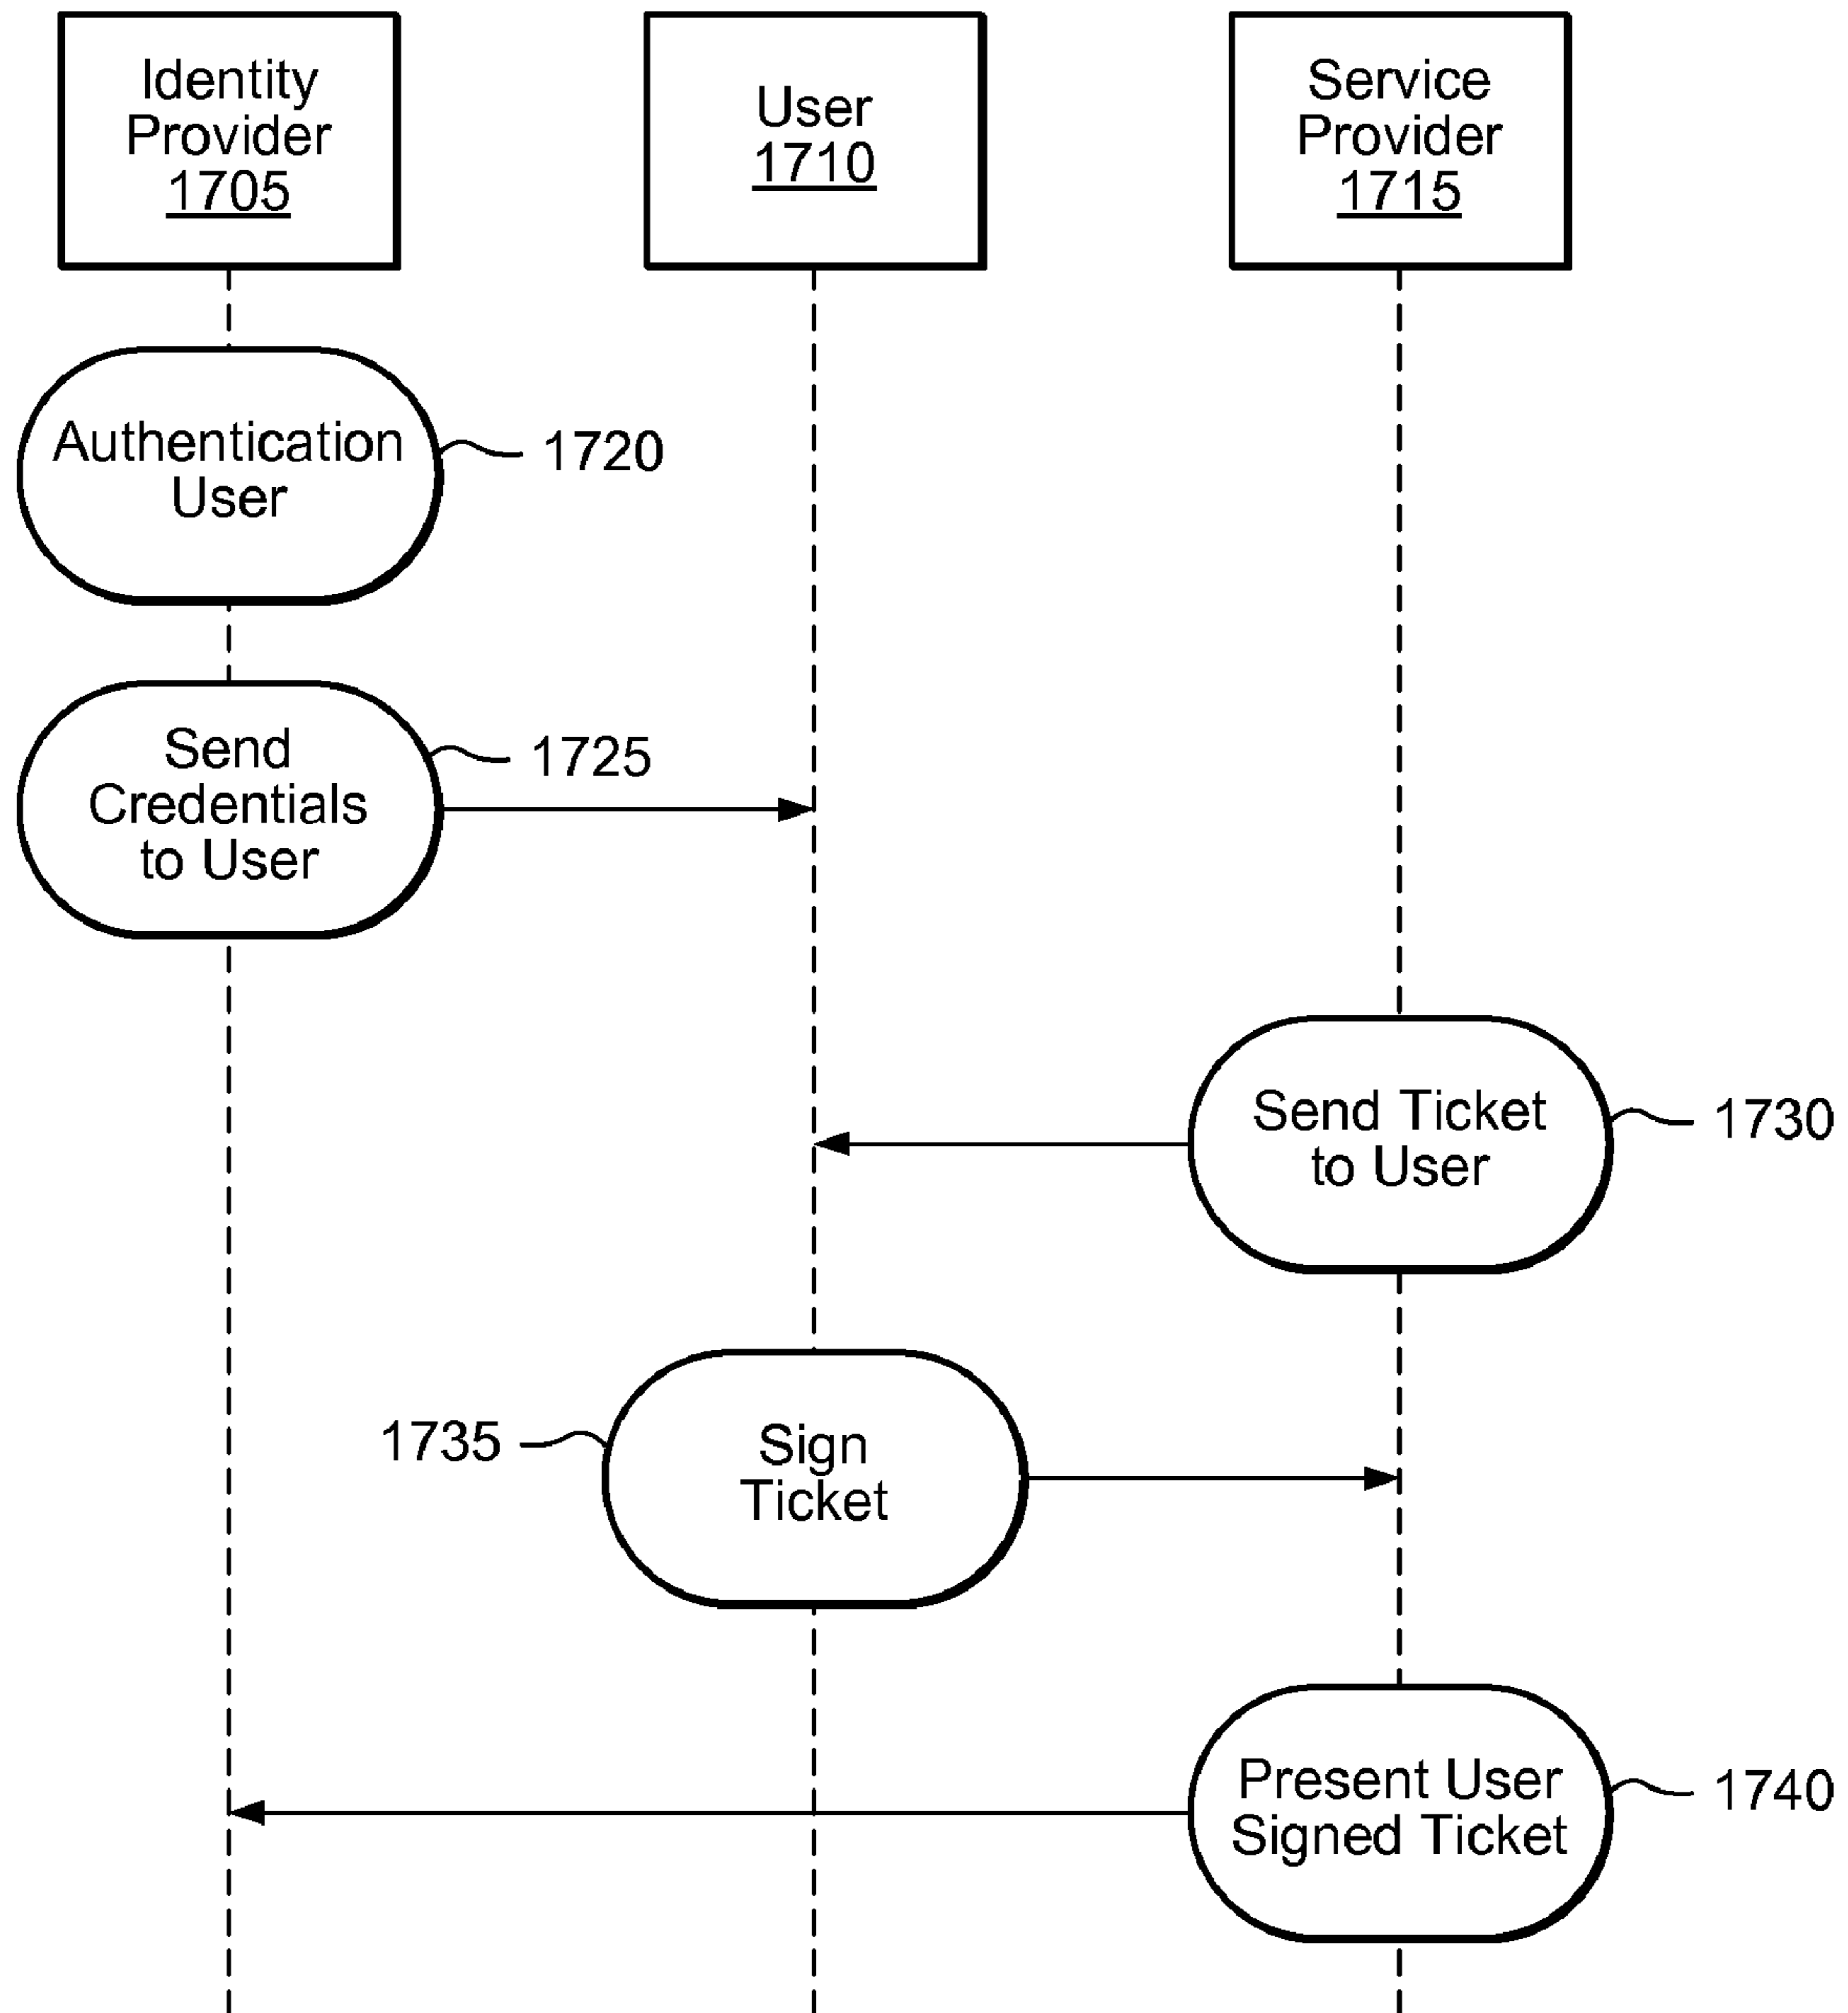 Identity
Provider
1705
User
1710
Service
Provider
1715
Authentication
User
1720
Send
Credentials
to User
1725
Send Ticket
to User
1730
1735
Sign
Ticket
Present User
Signed Ticket
1740